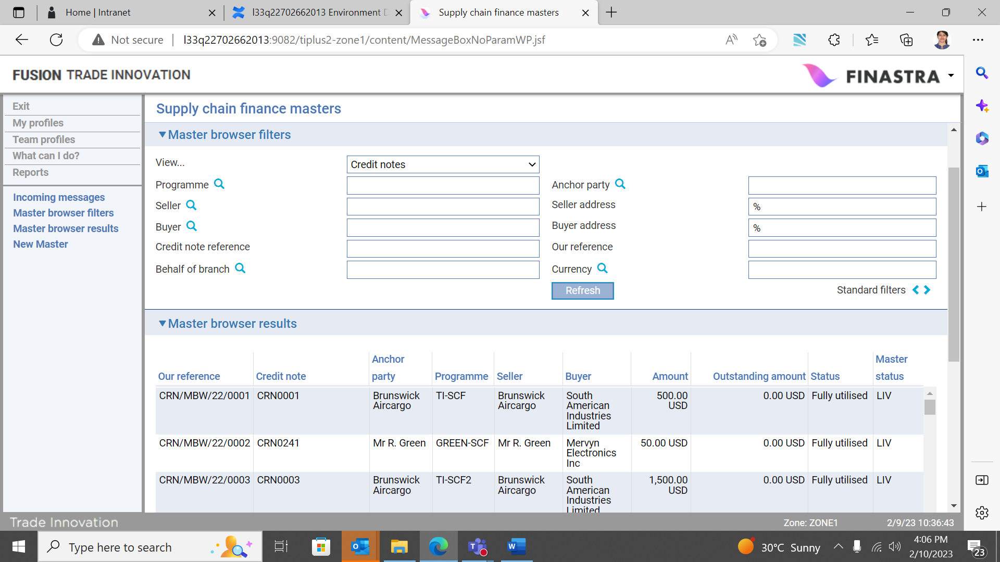 Home | Intranet
l33q22702662013 Environment D
Supply chain finance masters
Not secure
l33q22702662013:9082/tiplus2-zone1/content/MessageBoxNoParamWP.jsf
FUSION TRADE INNOVATION
FINASTRA
Exit
My profiles
Team profiles
What can I do?
Reports
Incoming messages
Master browser filters
Master browser results
New Master
Supply chain finance masters
Master browser filters
View...
Credit notes
Programme
Anchor party
Seller
Seller address
%
Buyer
Buyer address
%
Credit note reference
Our reference
Behalf of branch
Currency
Refresh
Standard filters
Master browser results
Our reference Credit note Anchor party Programme Seller Buyer Amount Outstanding amount Status Master status
CRN/MBW/22/0001 CRN0001 Brunswick Aircargo TI-SCF Brunswick Aircargo South American Industries Limited 500.00 USD 0.00 USD Fully utilised LIV
CRN/MBW/22/0002 CRN0241 Mr R. Green GREEN-SCF Mr R. Green Mervyn Electronics Inc 50.00 USD 0.00 USD Fully utilised LIV
CRN/MBW/22/0003 CRN0003 Brunswick Aircargo TI-SCF2 Brunswick Aircargo South American Industries Limited 1,500.00 USD 0.00 USD Fully utilised LIV
Trade Innovation
Zone: ZONE1
2/9/23 10:36:43
Type here to search
30°C Sunny
4:06 PM
2/10/2023
23